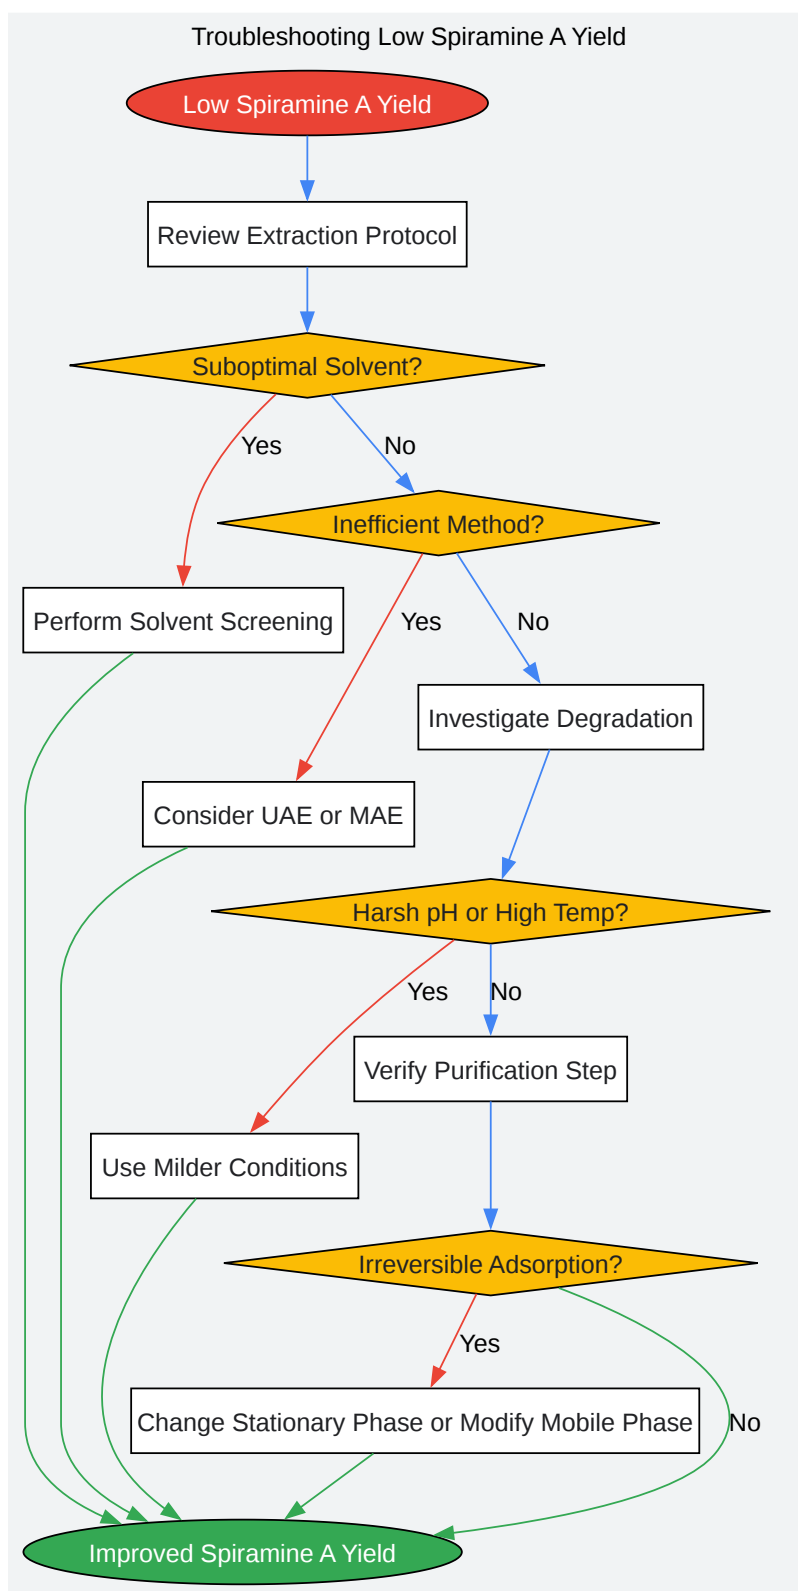 Troubleshooting Low Spiramine A Yield
Low Spiramine A Yield
Review Extraction Protocol
Suboptimal Solvent?
Yes
No
Inefficient Method?
Perform Solvent Screening
Yes
No
Investigate Degradation
Consider UAE or MAE
Harsh pH or High Temp?
Yes
No
Verify Purification Step
Use Milder Conditions
Irreversible Adsorption?
Yes
Change Stationary Phase or Modify Mobile Phase
No
Improved Spiramine A Yield